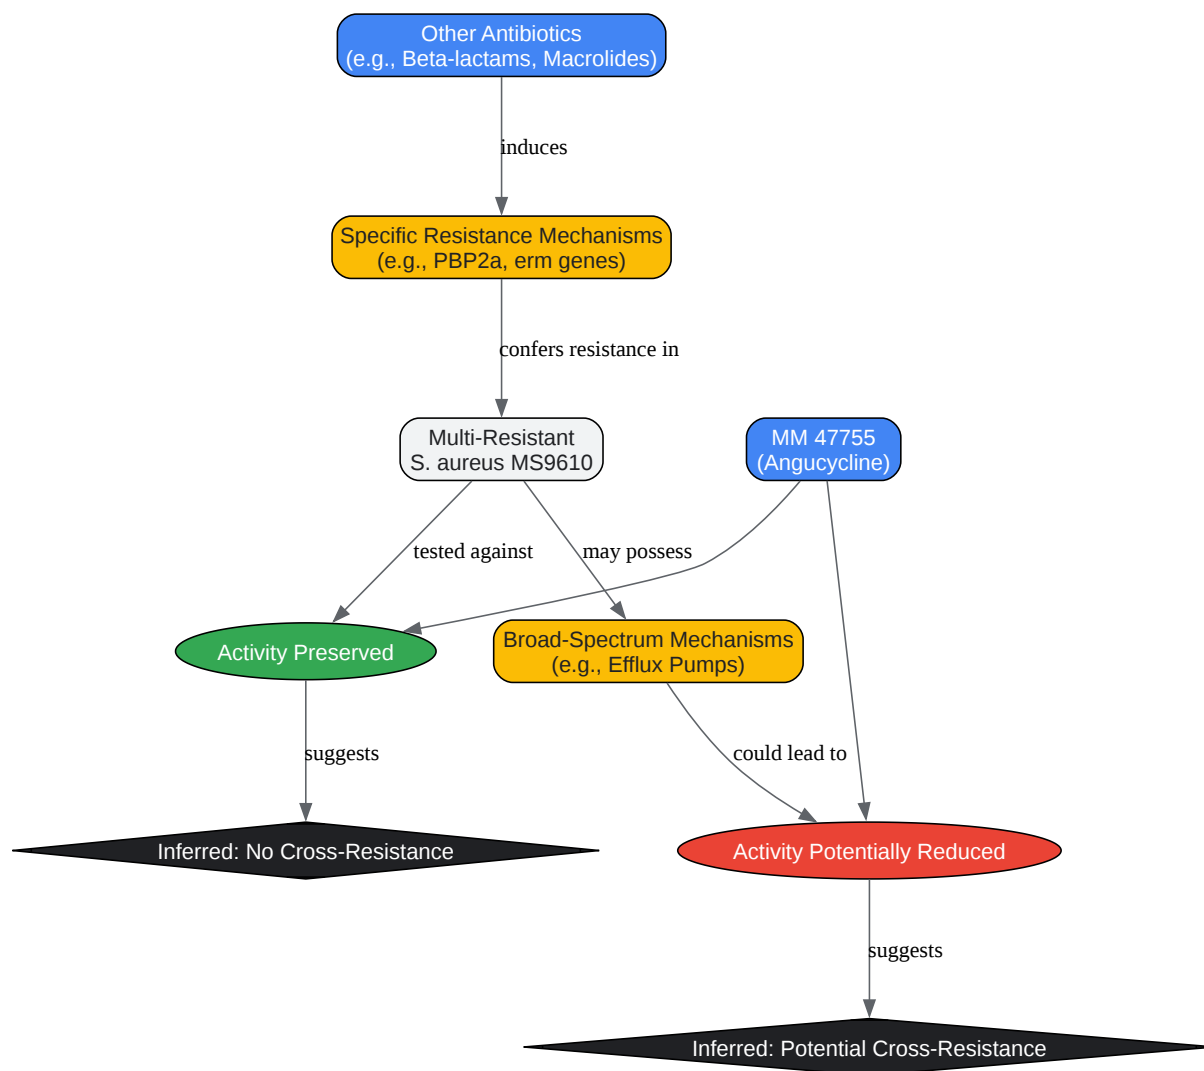 Other Antibiotics
(e.g., Beta-lactams, Macrolides)
induces
Specific Resistance Mechanisms
(e.g., PBP2a, erm genes)
confers resistance in
Multi-Resistant
S. aureus MS9610
MM 47755
(Angucycline)
tested against
may possess
Activity Preserved
Broad-Spectrum Mechanisms
(e.g., Efflux Pumps)
suggests
could lead to
Inferred: No Cross-Resistance
Activity Potentially Reduced
suggests
Inferred: Potential Cross-Resistance